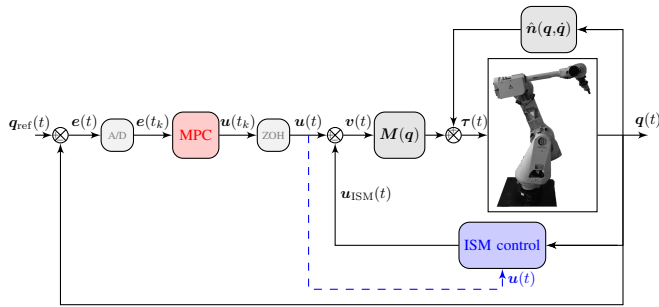 n̂(q,q̇)
q_ref(t) e(t) A/D e(t_k) MPC u(t_k) ZOH u(t) v(t) M(q) τ(t) q(t)
u_ISM(t)
ISM control
u(t)